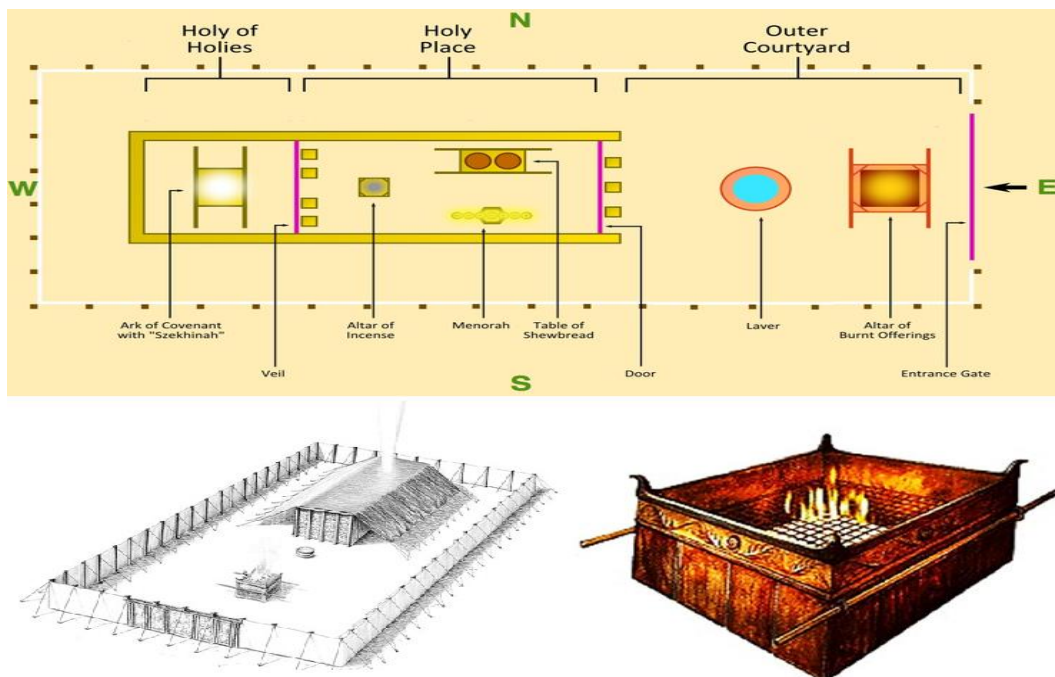 N
Holy of
Holies
Holy
Place
Outer
Courtyard
W
E
Ark of Covenant
with "Szekhinah"
Altar of
Incense
Menorah
Table of
Shewbread
Laver
Altar of
Burnt Offerings
Veil
Door
Entrance Gate
S